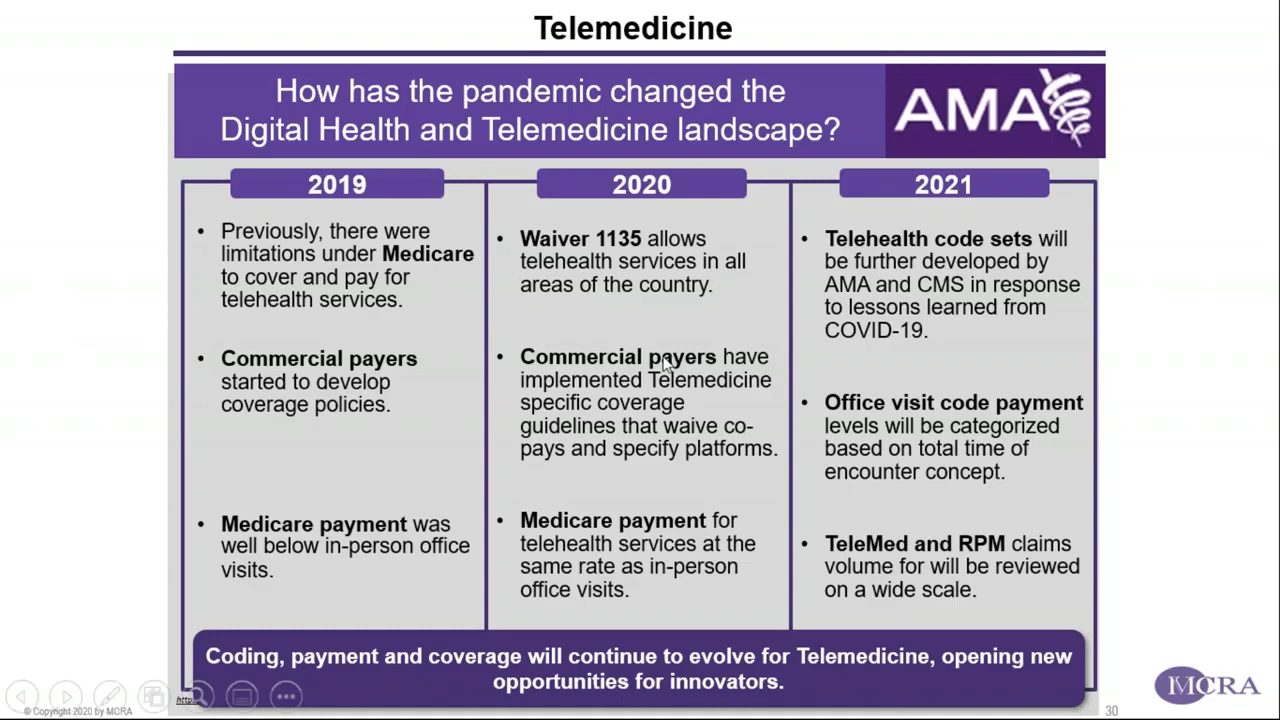 Telemedicine
How has the pandemic changed the
Digital Health and Telemedicine landscape?
AMA
2019
• Previously, there were
limitations under Medicare
to cover and pay for
telehealth services.
• Commercial payers
started to develop
coverage policies.
• Medicare payment was
well below in-person office
visits.
2020
• Waiver 1135 allows
telehealth services in all
areas of the country.
• Commercial payers have
implemented Telemedicine
specific coverage
guidelines that waive co-
pays and specify platforms.
• Medicare payment for
telehealth services at the
same rate as in-person
office visits.
2021
• Telehealth code sets will
be further developed by
AMA and CMS in response
to lessons learned from
COVID-19.
• Office visit code payment
levels will be categorized
based on total time of
encounter concept.
• TeleMed and RPM claims
volume for will be reviewed
on a wide scale.
Coding, payment and coverage will continue to evolve for Telemedicine, opening new
opportunities for innovators.
© Copyright 2020 by MCRA
30
MCRA